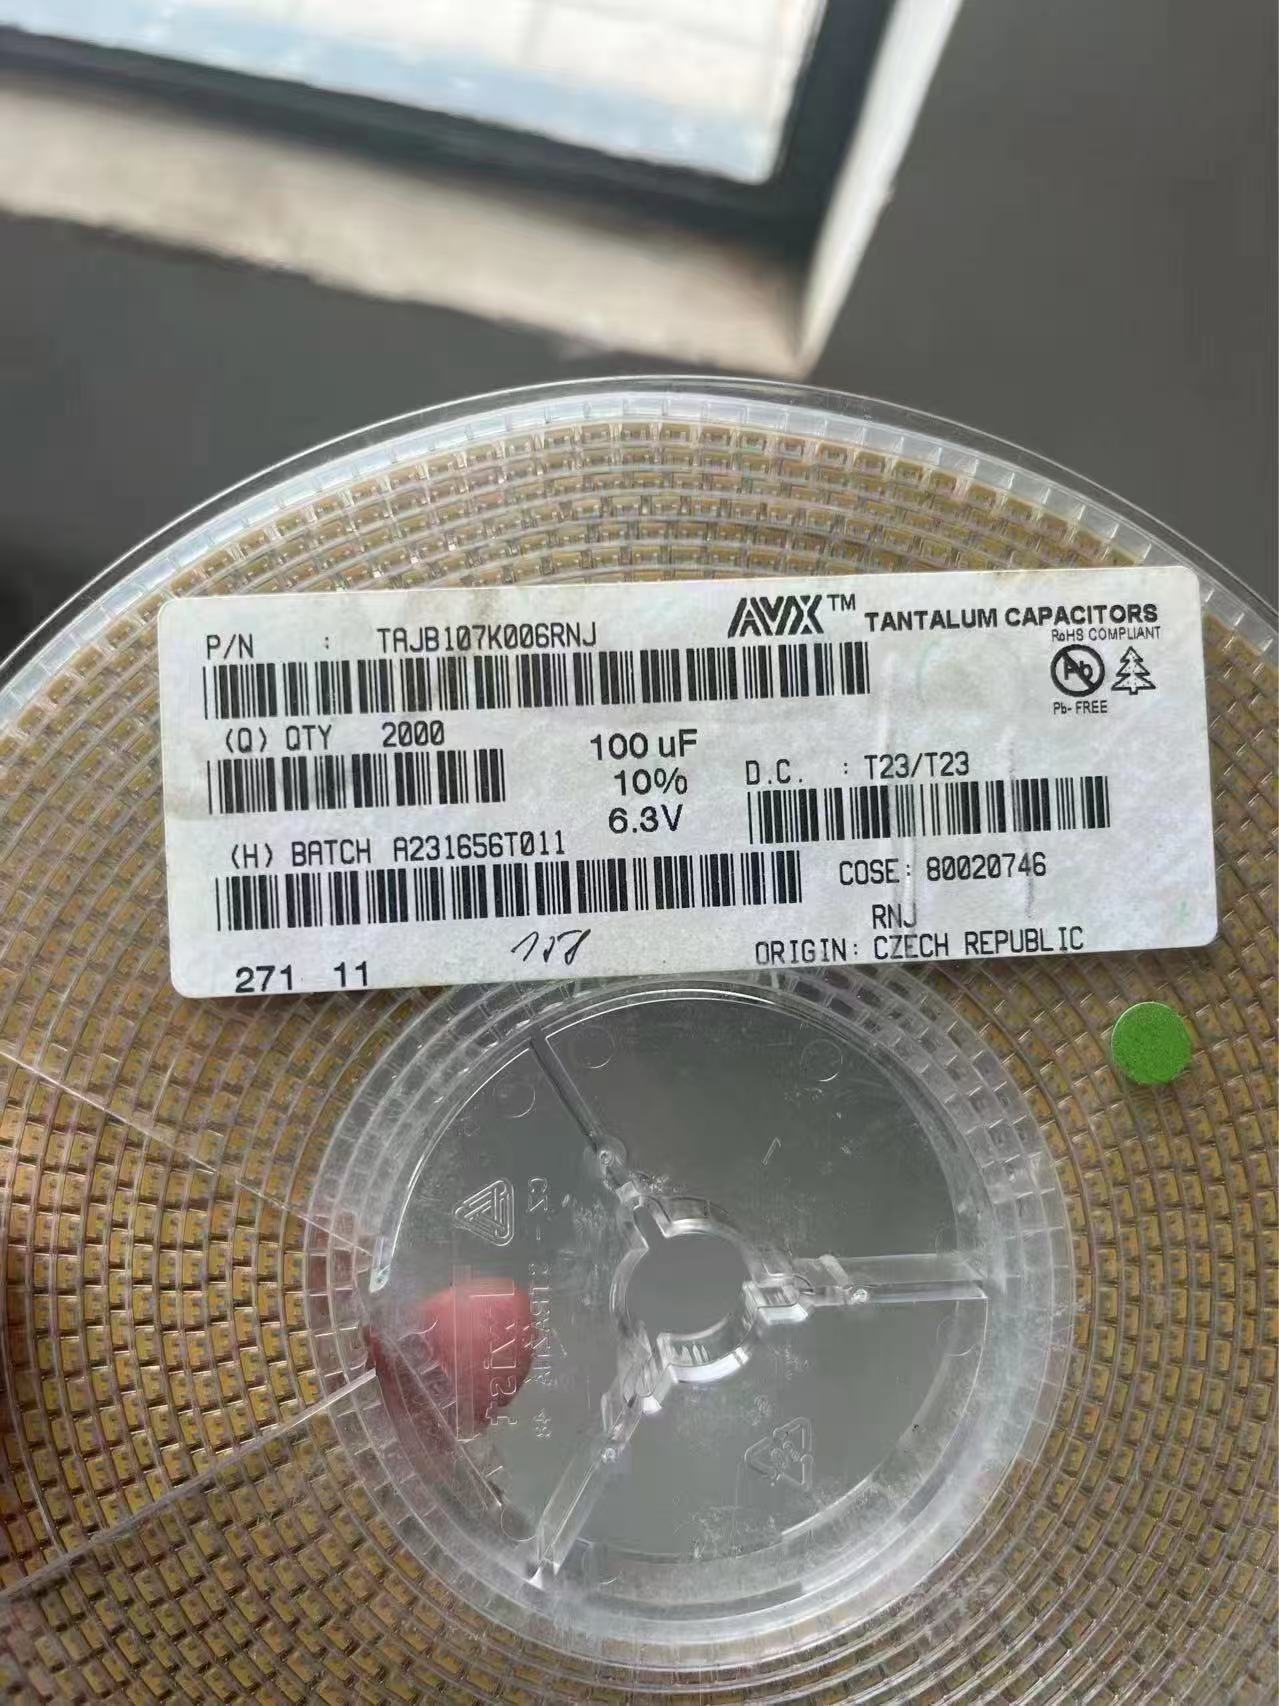 P/N : TAJB107K006RNJ
AVX™ TANTALUM CAPACITORS
RoHS COMPLIANT
Pb
Pb-FREE
(Q) QTY 2000
100 uF
10%
6.3V
D.C. : T23/T23
(H) BATCH A231656T011
COSE: 80020746
RNJ
ORIGIN: CZECH REPUBLIC
271 11